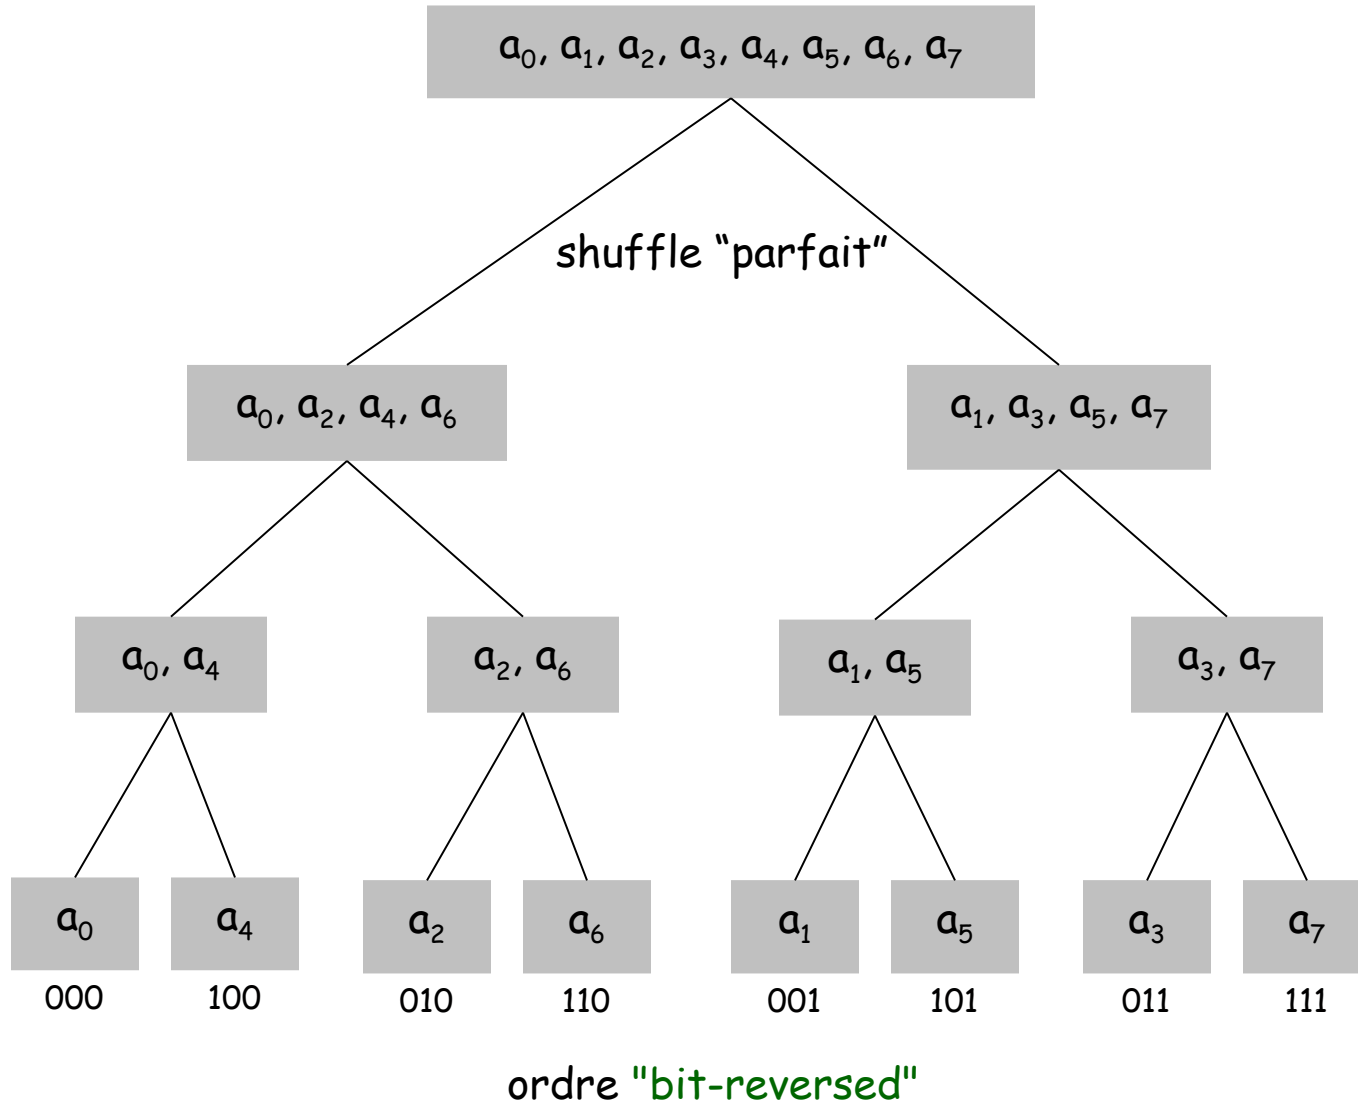 a₀, a₁, a₂, a₃, a₄, a₅, a₆, a₇
shuffle “parfait”
a₀, a₂, a₄, a₆
a₁, a₃, a₅, a₇
a₀, a₄
a₂, a₆
a₁, a₅
a₃, a₇
a₀
a₄
a₂
a₆
a₁
a₅
a₃
a₇
000
100
010
110
001
101
011
111
ordre "bit-reversed"